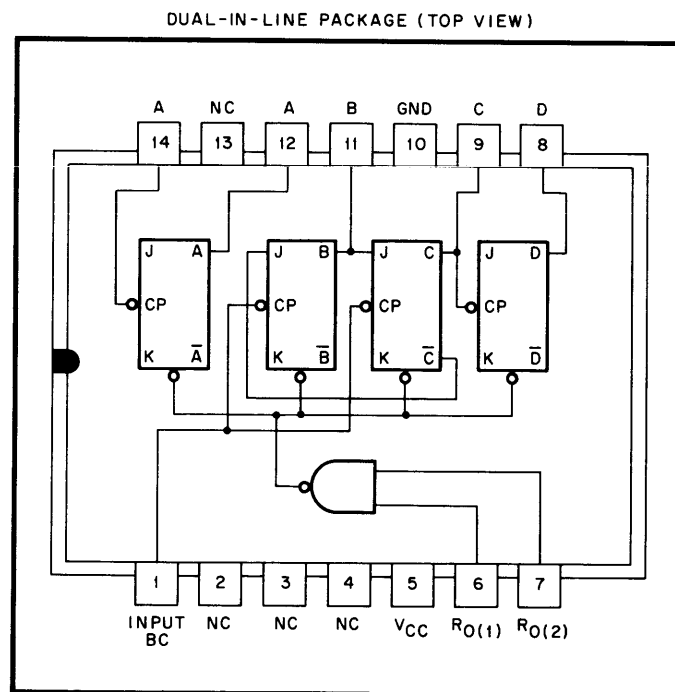 DUAL-IN-LINE PACKAGE (TOP VIEW)
A NC A B GND C D
14 13 12 11 10 9 8
J A J B J C J D
CP CP CP CP
K A̅ K B̅ K C̅ K D̅
1 2 3 4 5 6 7
INPUT BC NC NC NC VCC RO(1) RO(2)